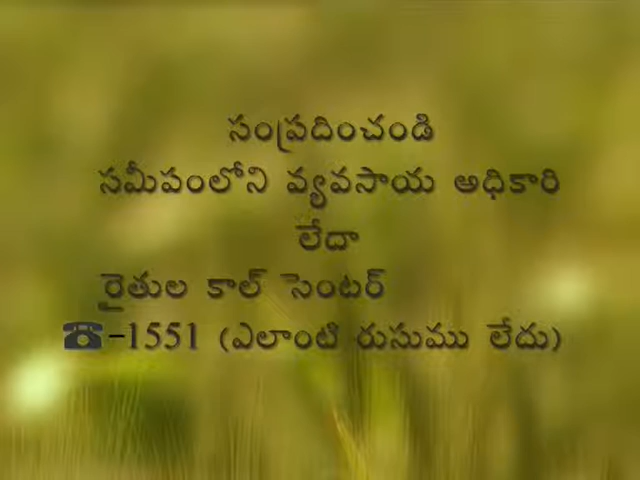 సంప్రదించండి
సమీపంలోని వ్యవసాయ అధికారి
లేదా
రైతుల కాల్ సెంటర్
☎-1551 (ఎలాంటి రుసుము లేదు)